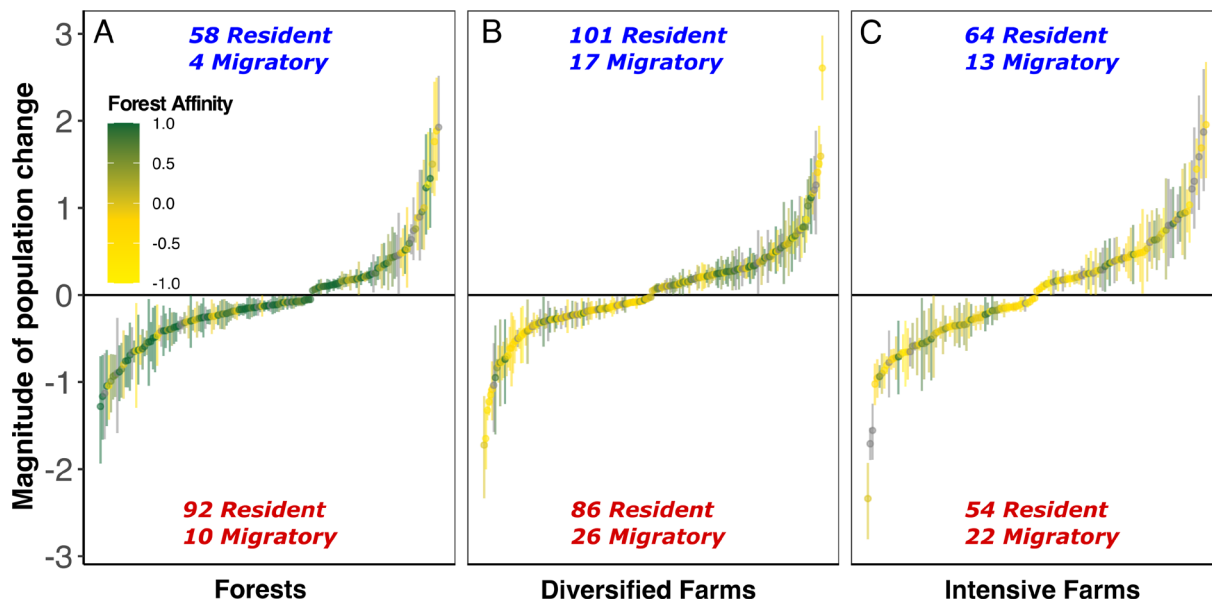 Magnitude of population change
3
2
1
0
-1
-2
-3
A
58 Resident
4 Migratory
Forest Affinity
1.0
0.5
0.0
-0.5
-1.0
92 Resident
10 Migratory
Forests
B
101 Resident
17 Migratory
86 Resident
26 Migratory
Diversified Farms
C
64 Resident
13 Migratory
54 Resident
22 Migratory
Intensive Farms